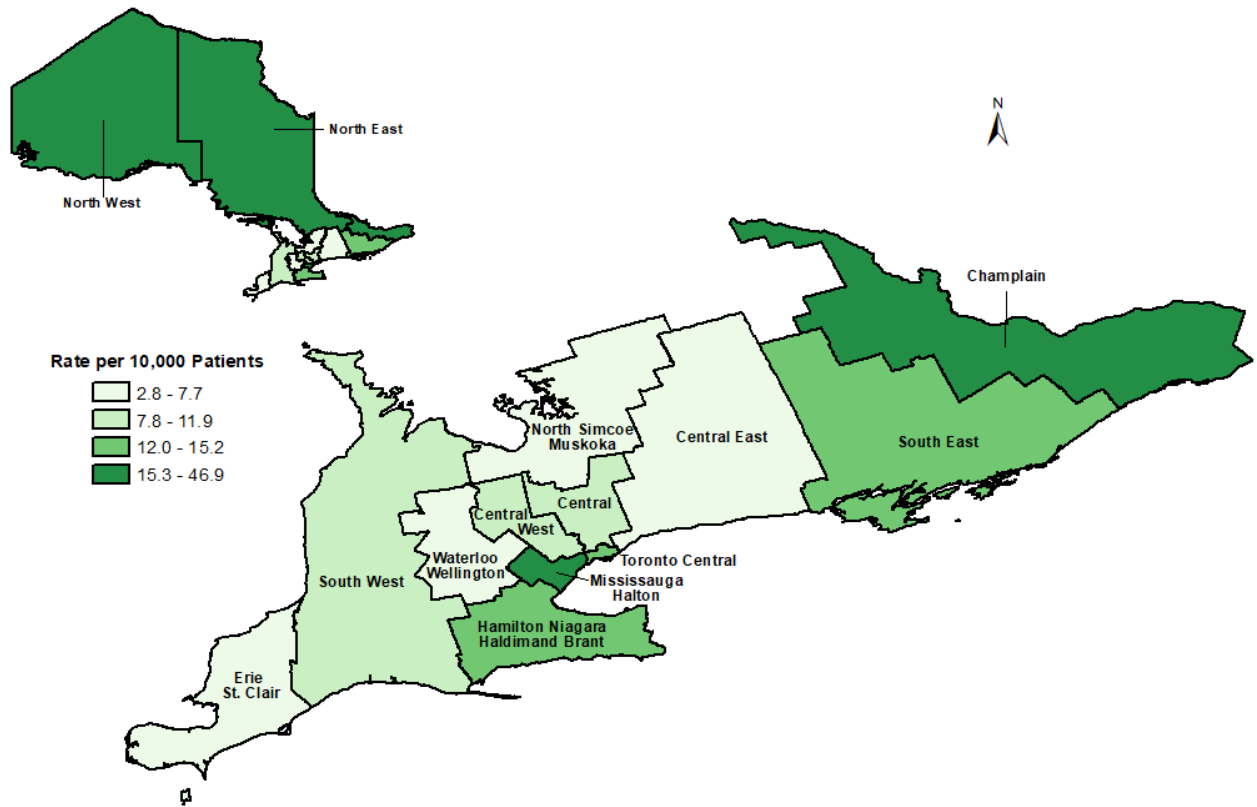 N
North East
North West
Champlain
Rate per 10,000 Patients
2.8 - 7.7
7.8 - 11.9
12.0 - 15.2
15.3 - 46.9
North Simcoe
Muskoka
Central East
South East
Central
Central
West
Toronto Central
Waterloo
Wellington
Mississauga
Halton
South West
Hamilton Niagara
Haldimand Brant
Erie
St. Clair